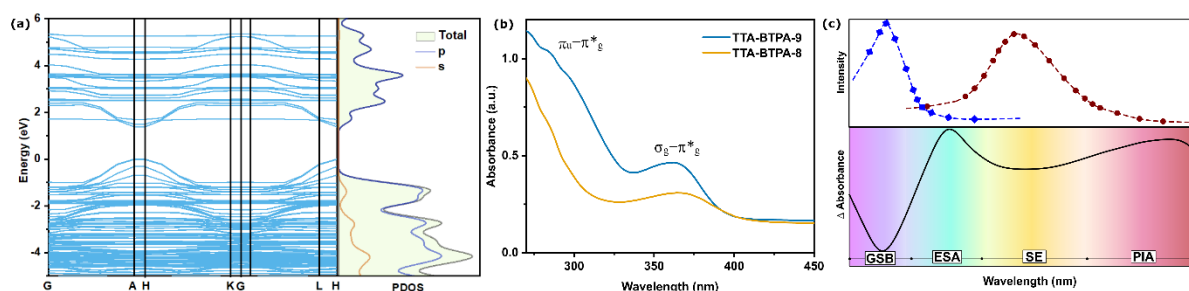 (a)
Energy (eV)
6
4
2
0
-2
-4
G
A
H
K
G
L
H
PDOS
Total
p
s
(b)
Absorbance (a.u.)
1.0
0.5
0.0
πu–π*g
σg–π*g
TTA-BTPA-9
TTA-BTPA-8
300
350
400
450
Wavelength (nm)
(c)
Intensity
Δ Absorbance
GSB
ESA
SE
PIA
Wavelength (nm)